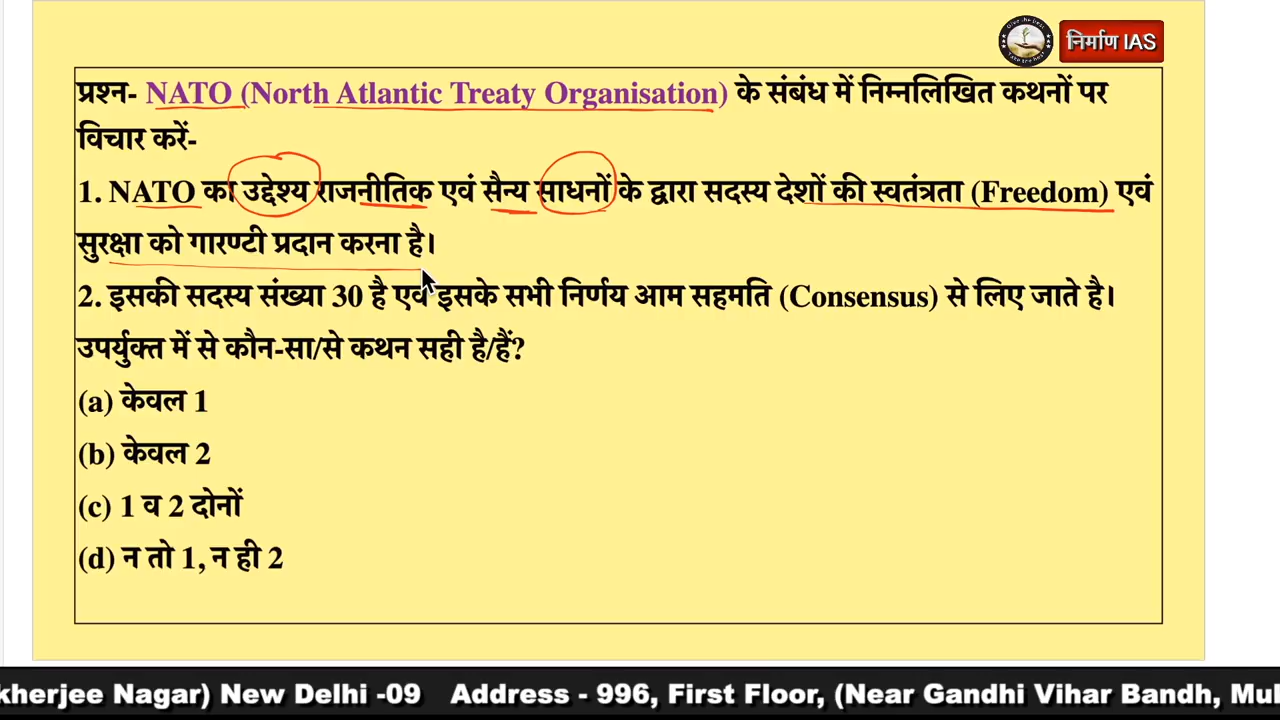 निर्माण IAS
प्रश्न- NATO (North Atlantic Treaty Organisation) के संबंध में निम्नलिखित कथनों पर
विचार करें-
1. NATO का उद्देश्य राजनीतिक एवं सैन्य साधनों के द्वारा सदस्य देशों की स्वतंत्रता (Freedom) एवं
सुरक्षा को गारण्टी प्रदान करना है।
2. इसकी सदस्य संख्या 30 है एवं इसके सभी निर्णय आम सहमति (Consensus) से लिए जाते है।
उपर्युक्त में से कौन-सा/से कथन सही है/हैं?
(a) केवल 1
(b) केवल 2
(c) 1 व 2 दोनों
(d) न तो 1, न ही 2
kherjee Nagar) New Delhi -09 Address - 996, First Floor, (Near Gandhi Vihar Bandh, Mul